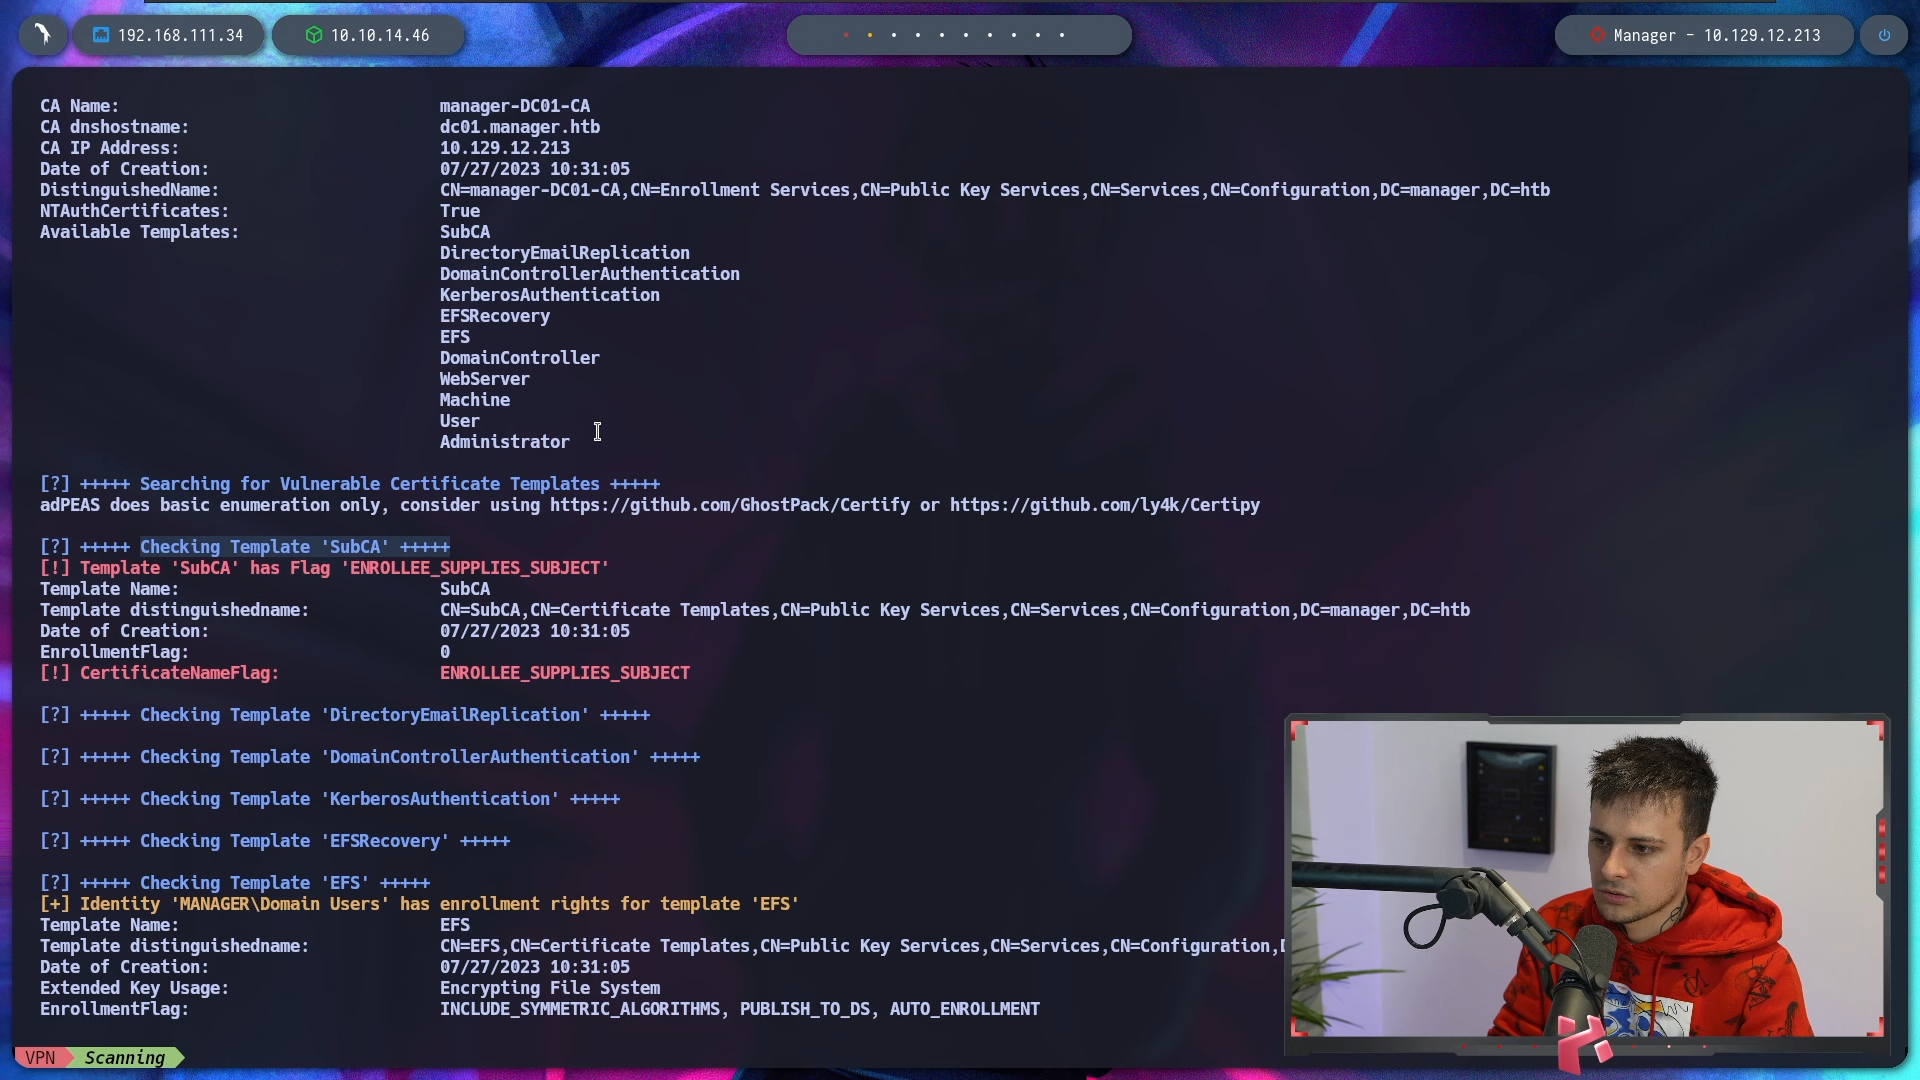 192.168.111.34
10.10.14.46
Manager - 10.129.12.213
CA Name: manager-DC01-CA
CA dnshostname: dc01.manager.htb
CA IP Address: 10.129.12.213
Date of Creation: 07/27/2023 10:31:05
DistinguishedName: CN=manager-DC01-CA,CN=Enrollment Services,CN=Public Key Services,CN=Services,CN=Configuration,DC=manager,DC=htb
NTAuthCertificates: True
Available Templates: SubCA
DirectoryEmailReplication
DomainControllerAuthentication
KerberosAuthentication
EFSRecovery
EFS
DomainController
WebServer
Machine
User
Administrator
[?] +++++ Searching for Vulnerable Certificate Templates +++++
adPEAS does basic enumeration only, consider using https://github.com/GhostPack/Certify or https://github.com/ly4k/Certipy
[?] +++++ Checking Template 'SubCA' +++++
[!] Template 'SubCA' has Flag 'ENROLLEE_SUPPLIES_SUBJECT'
Template Name: SubCA
Template distinguishedname: CN=SubCA,CN=Certificate Templates,CN=Public Key Services,CN=Services,CN=Configuration,DC=manager,DC=htb
Date of Creation: 07/27/2023 10:31:05
EnrollmentFlag: 0
[!] CertificateNameFlag: ENROLLEE_SUPPLIES_SUBJECT
[?] +++++ Checking Template 'DirectoryEmailReplication' +++++
[?] +++++ Checking Template 'DomainControllerAuthentication' +++++
[?] +++++ Checking Template 'KerberosAuthentication' +++++
[?] +++++ Checking Template 'EFSRecovery' +++++
[?] +++++ Checking Template 'EFS' +++++
[+] Identity 'MANAGER\Domain Users' has enrollment rights for template 'EFS'
Template Name: EFS
Template distinguishedname: CN=EFS,CN=Certificate Templates,CN=Public Key Services,CN=Services,CN=Configuration,
Date of Creation: 07/27/2023 10:31:05
Extended Key Usage: Encrypting File System
EnrollmentFlag: INCLUDE_SYMMETRIC_ALGORITHMS, PUBLISH_TO_DS, AUTO_ENROLLMENT
VPN Scanning